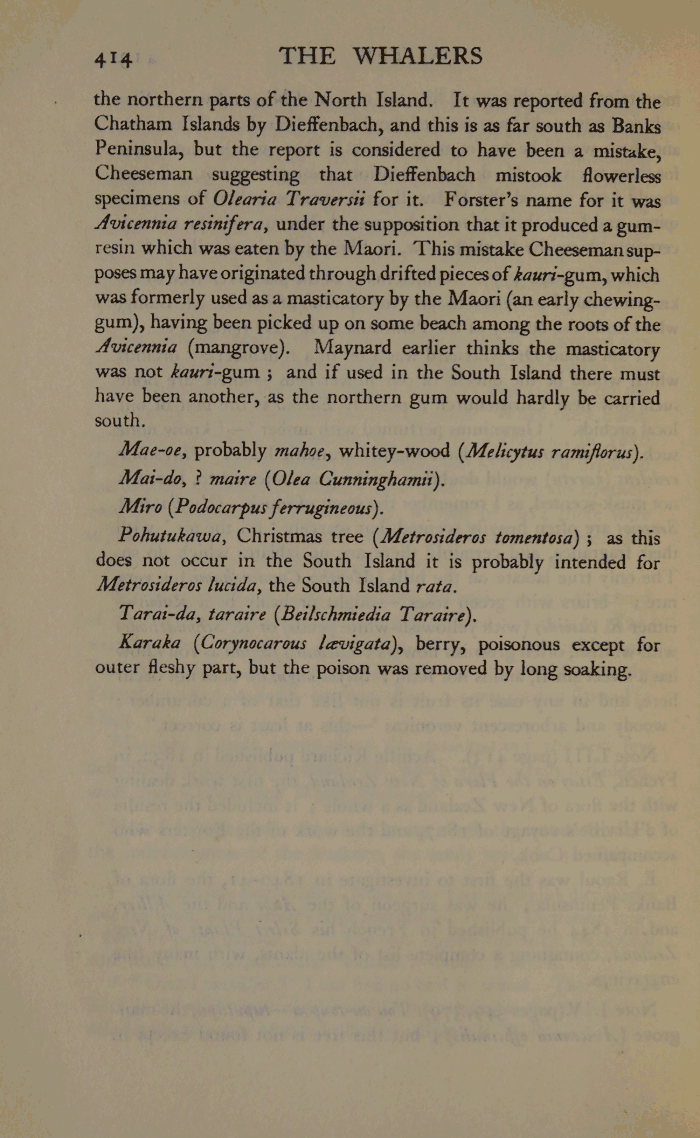 414 THE WHALERS
the northern parts of the North Island. It was reported from the
Chatham Islands by Dieffenbach, and this is as far south as Banks
Peninsula, but the report is considered to have been a mistake,
Cheeseman suggesting that Dieffenbach mistook flowerless
specimens of Olearia Traversii for it. Forster's name for it was
Avicennia resinifera, under the supposition that it produced a gum-
resin which was eaten by the Maori. This mistake Cheeseman sup-
poses may have originated through drifted pieces of kauri-gum, which
was formerly used as a masticatory by the Maori (an early chewing-
gum), having been picked up on some beach among the roots of the
Avicennia (mangrove). Maynard earlier thinks the masticatory
was not kauri-gum ; and if used in the South Island there must
have been another, as the northern gum would hardly be carried
south.
Mae-oe, probably mahoe, whitey-wood (Melicytus ramiflorus).
Mai-do, ? maire (Olea Cunninghamii).
Miro (Podocarpus ferrugineous).
Pohutukawa, Christmas tree (Metrosideros tomentosa) ; as this
does not occur in the South Island it is probably intended for
Metrosideros lucida, the South Island rata.
Tarai-da, taraire (Beilschmiedia Taraire).
Karaka (Corynocarous lævigata), berry, poisonous except for
outer fleshy part, but the poison was removed by long soaking.